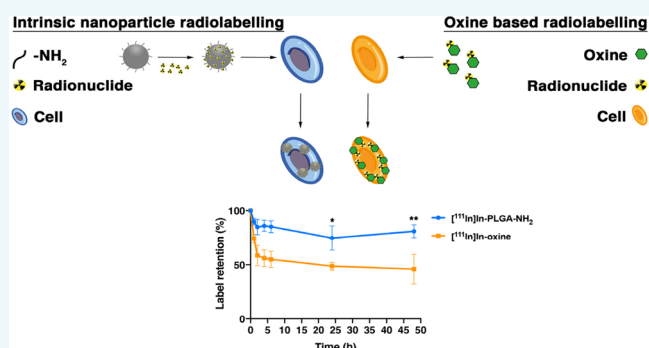 Intrinsic nanoparticle radiolabelling
Oxine based radiolabelling
-NH2
Radionuclide
Cell
Oxine
Radionuclide
Cell
Label retention (%)
100
50
0
* **
[111In]In-PLGA-NH2
[111In]In-oxine
0 5 10 15 20 25 30 35 40 45 50
Time (h)